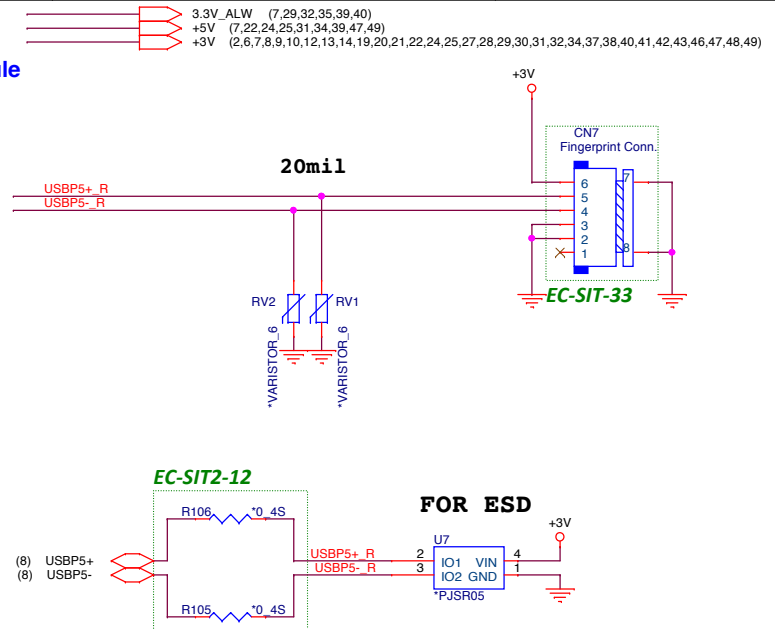 3.3V_ALW (7,29,32,35,39,40)
+5V (7,22,24,25,31,34,39,47,49)
+3V (2,6,7,8,9,10,12,13,14,19,20,21,22,24,25,27,28,29,30,31,32,34,37,38,40,41,42,43,46,47,48,49)
le
+3V
CN7
Fingerprint Conn.
20mil
USBP5+_R
USBP5-_R
6
5
4
3
2
1
7
8
EC-SIT-33
RV2
RV1
*VARISTOR_6
*VARISTOR_6
EC-SIT2-12
R106
*0_4S
FOR ESD
+3V
(8) USBP5+
(8) USBP5-
USBP5+_R
USBP5-_R
U7
2 IO1 VIN 4
3 IO2 GND 1
*PJSR05
R105
*0_4S